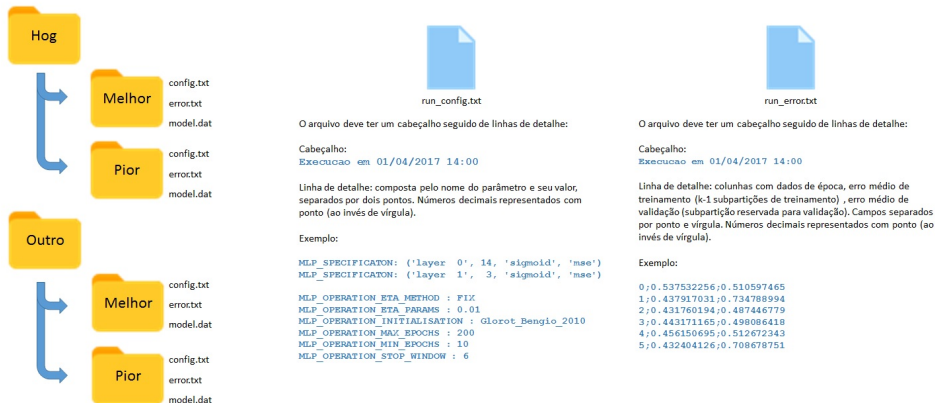 Hog
Melhor
config.txt
error.txt
model.dat
Pior
config.txt
error.txt
model.dat
Outro
Melhor
config.txt
error.txt
model.dat
Pior
config.txt
error.txt
model.dat
run_config.txt
O arquivo deve ter um cabeçalho seguido de linhas de detalhe:
Cabeçalho:
Execucao em 01/04/2017 14:00
Linha de detalhe: composta pelo nome do parâmetro e seu valor,
separados por dois pontos. Números decimais representados com
ponto (ao invés de vírgula).
Exemplo:
MLP_SPECIFICATON: ('layer 0', 14, 'sigmoid', 'mse')
MLP_SPECIFICATON: ('layer 1', 3, 'sigmoid', 'mse')
MLP_OPERATION_ETA_METHOD : FIX
MLP_OPERATION_ETA_PARAMS : 0.01
MLP_OPERATION_INITIALISATION : Glorot_Bengio_2010
MLP_OPERATION_MAX_EPOCHS : 200
MLP_OPERATION_MIN_EPOCHS : 10
MLP_OPERATION_STOP_WINDOW : 6
run_error.txt
O arquivo deve ter um cabeçalho seguido de linhas de detalhe:
Cabeçalho:
Execucao em 01/04/2017 14:00
Linha de detalhe: colunhas com dados de época, erro médio de
treinamento (k-1 subpartições de treinamento) , erro médio de
validação (subpartição reservada para validação). Campos separados
por ponto e vírgula. Números decimais representados com ponto (ao
invés de vírgula).
Exemplo:
0;0.537532256;0.510597465
1;0.437917031;0.734788994
2;0.431760194;0.487446779
3;0.443171165;0.498086418
4;0.456150695;0.512672343
5;0.432404126;0.708678751